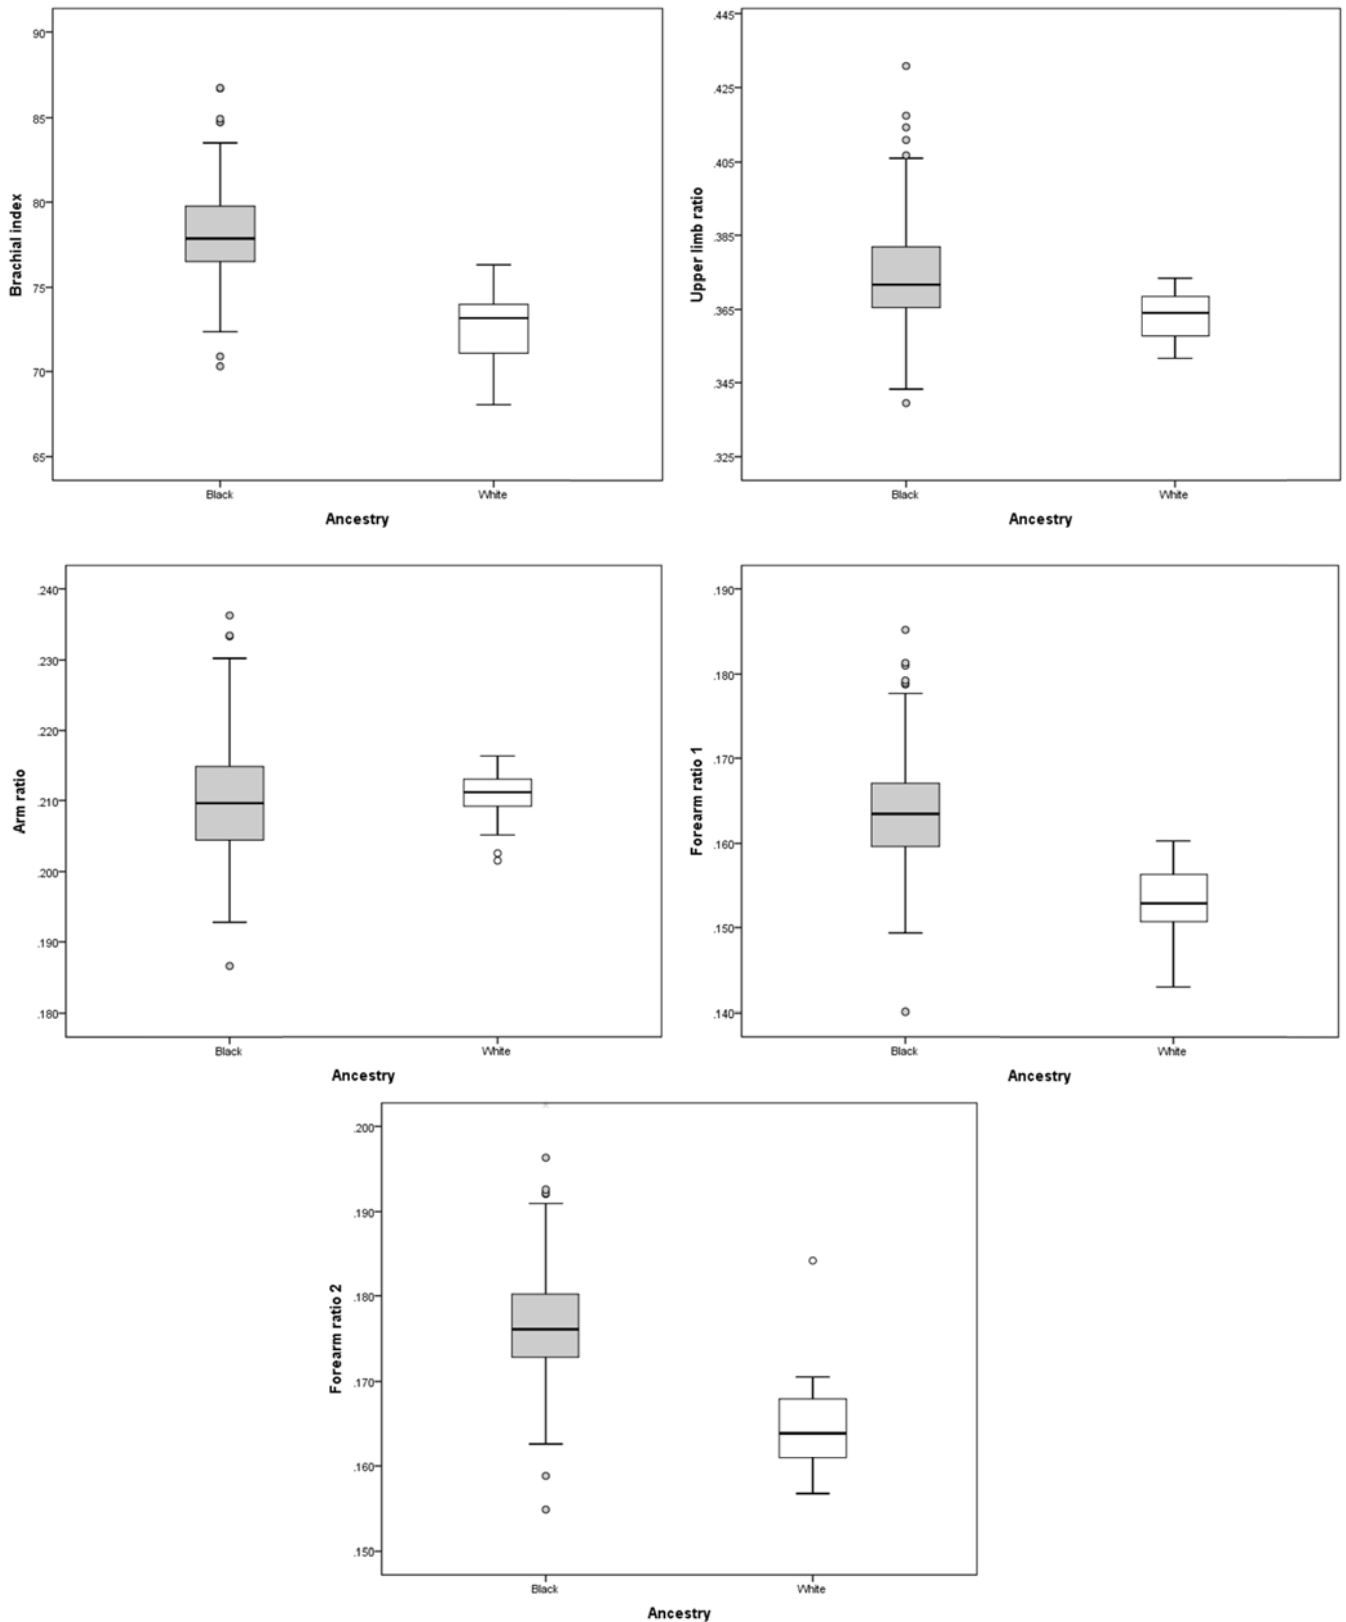 90
85
80
75
70
65
Brachial index
Black
White
Ancestry
.445
.425
.405
.385
.365
.345
.325
Upper limb ratio
Black
White
Ancestry
.240
.230
.220
.210
.200
.190
.180
Arm ratio
Black
White
Ancestry
.190
.180
.170
.160
.150
.140
Forearm ratio 1
Black
White
Ancestry
.200
.190
.180
.170
.160
.150
Forearm ratio 2
Black
White
Ancestry